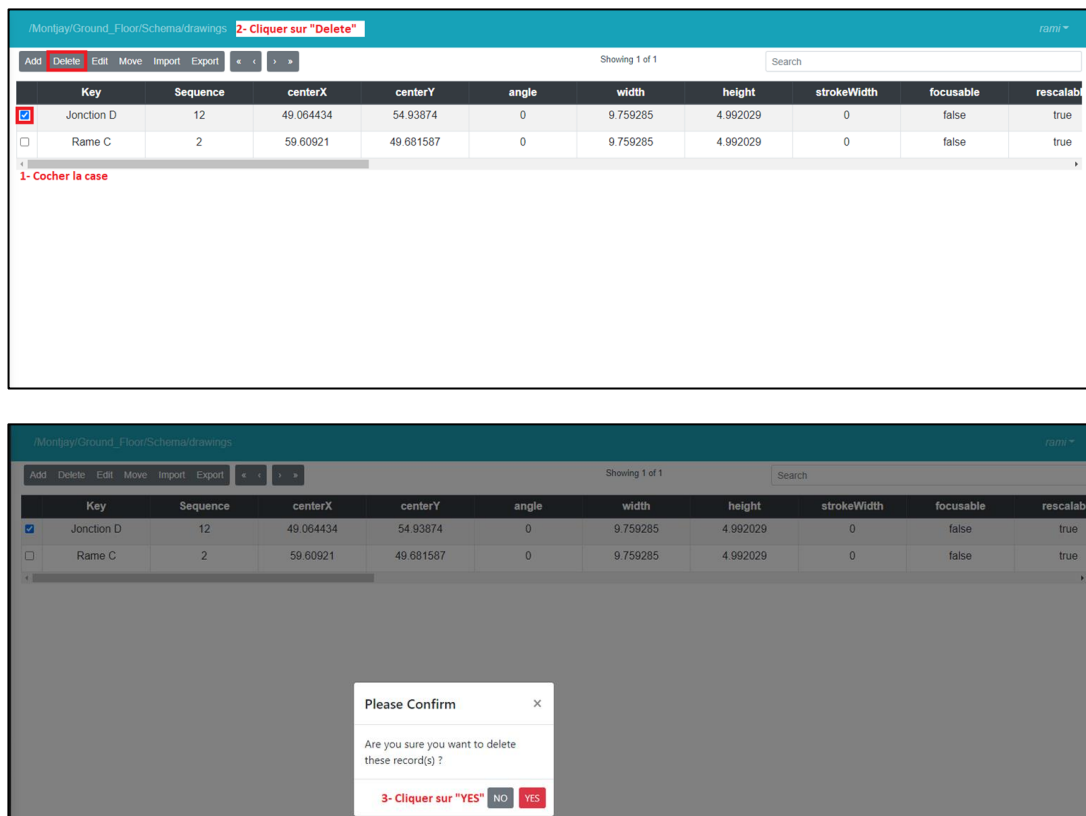 /Montjay/Ground_Floor/Schema/drawings 2- Cliquer sur "Delete" rami
Add Delete Edit Move Import Export « ‹ › » Showing 1 of 1 Search
Key Sequence centerX centerY angle width height strokeWidth focusable rescalabl
Jonction D 12 49.064434 54.93874 0 9.759285 4.992029 0 false true
Rame C 2 59.60921 49.681587 0 9.759285 4.992029 0 false true
1- Cocher la case
/Montjay/Ground_Floor/Schema/drawings rami
Add Delete Edit Move Import Export « ‹ › » Showing 1 of 1 Search
Key Sequence centerX centerY angle width height strokeWidth focusable rescalab
Jonction D 12 49.064434 54.93874 0 9.759285 4.992029 0 false true
Rame C 2 59.60921 49.681587 0 9.759285 4.992029 0 false true
Please Confirm ×
Are you sure you want to delete
these record(s) ?
3- Cliquer sur "YES" NO YES